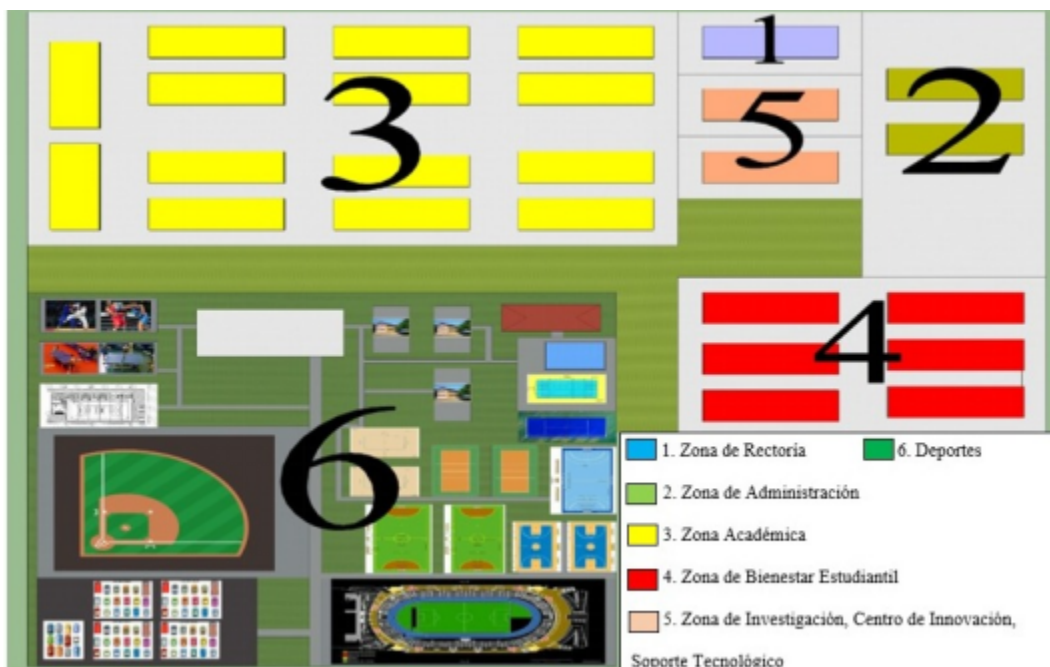 1
3
5
2
4
6
1. Zona de Rectoría
6. Deportes
2. Zona de Administración
3. Zona Académica
4. Zona de Bienestar Estudiantil
5. Zona de Investigación, Centro de Innovación,
Soporte Tecnológico